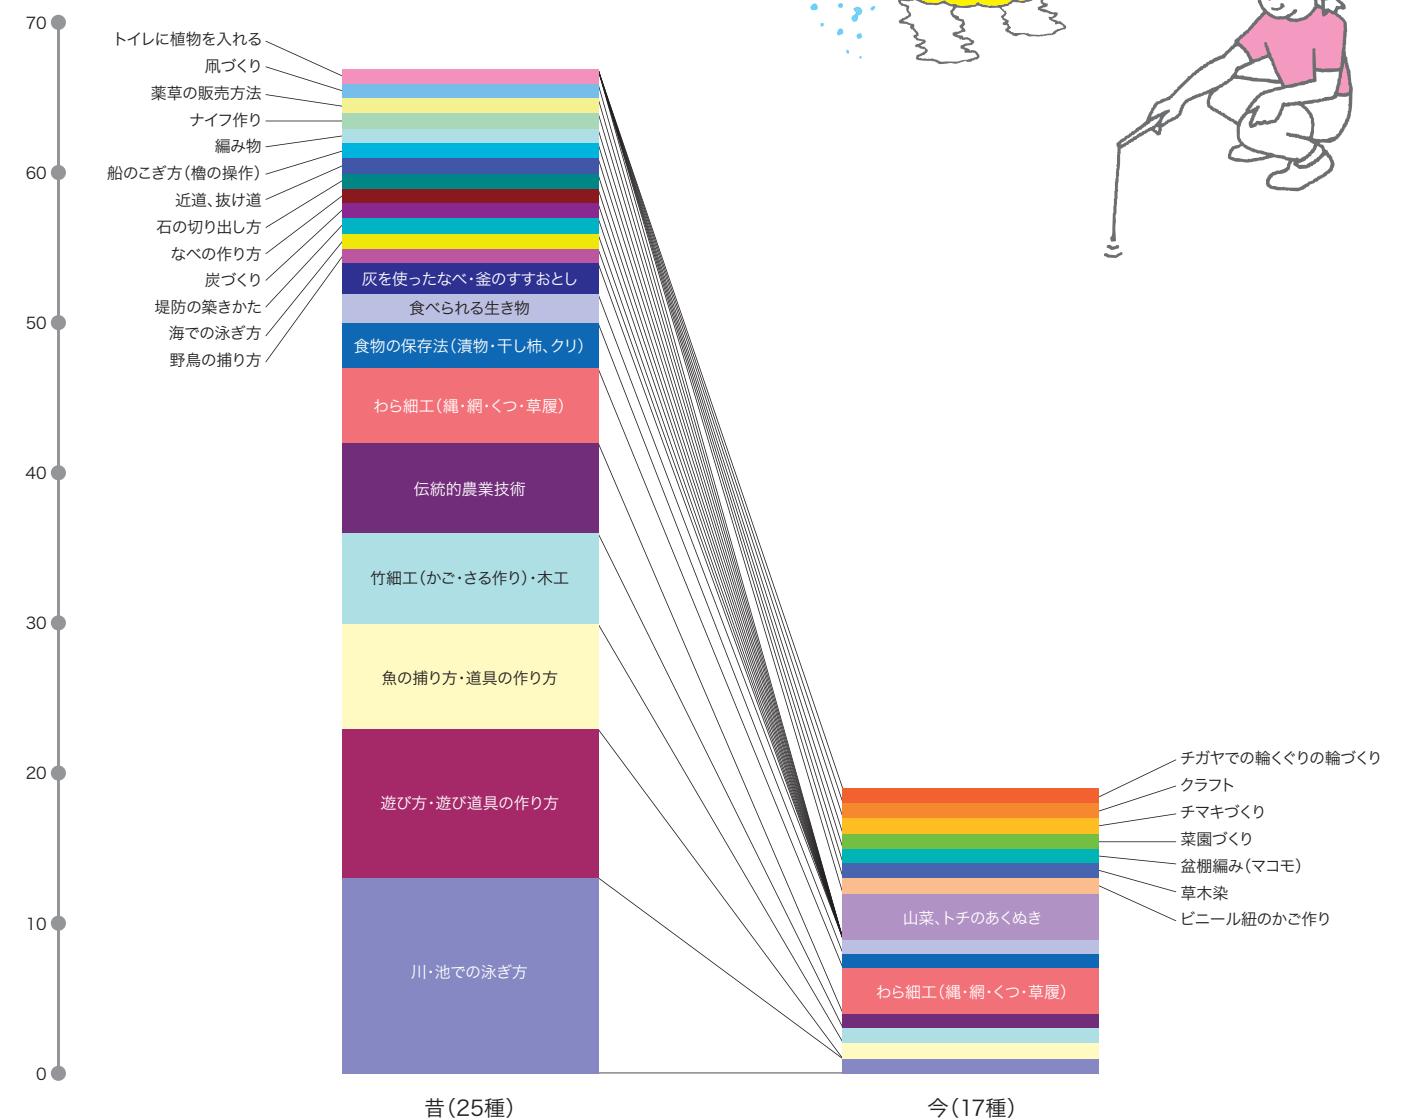 70
60
50
40
30
20
10
0
トイレに植物を入れる
凧づくり
薬草の販売方法
ナイフ作り
編み物
船のこぎ方(櫓の操作)
近道、抜け道
石の切り出し方
なべの作り方
炭づくり
堤防の築きかた
海での泳ぎ方
野鳥の捕り方
灰を使ったなべ・釜のすすおとし
食べられる生き物
食物の保存法(漬物・干し柿、クリ)
わら細工(縄・網・くつ・草履)
伝統的農業技術
竹細工(かご・さる作り)・木工
魚の捕り方・道具の作り方
遊び方・遊び道具の作り方
川・池での泳ぎ方
昔(25種)
チガヤでの輪くぐりの輪づくり
クラフト
チマキづくり
菜園づくり
盆棚編み(マコモ)
草木染
ビニール紐のかご作り
山菜、トチのあくぬき
わら細工(縄・網・くつ・草履)
今(17種)